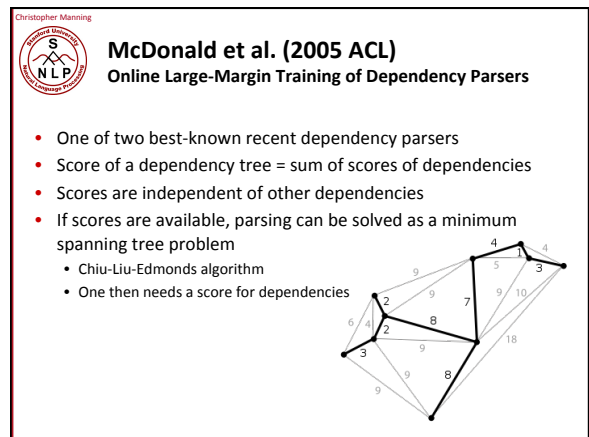 Christopher Manning
Stanford University
S
N L P
Natural Language Processing
McDonald et al. (2005 ACL)
Online Large-Margin Training of Dependency Parsers
• One of two best-known recent dependency parsers
• Score of a dependency tree = sum of scores of dependencies
• Scores are independent of other dependencies
• If scores are available, parsing can be solved as a minimum
spanning tree problem
• Chiu-Liu-Edmonds algorithm
• One then needs a score for dependencies
4
4
1
5
3
9
9
7
9
10
2
8
6
4
2
9
18
3
9
8
9